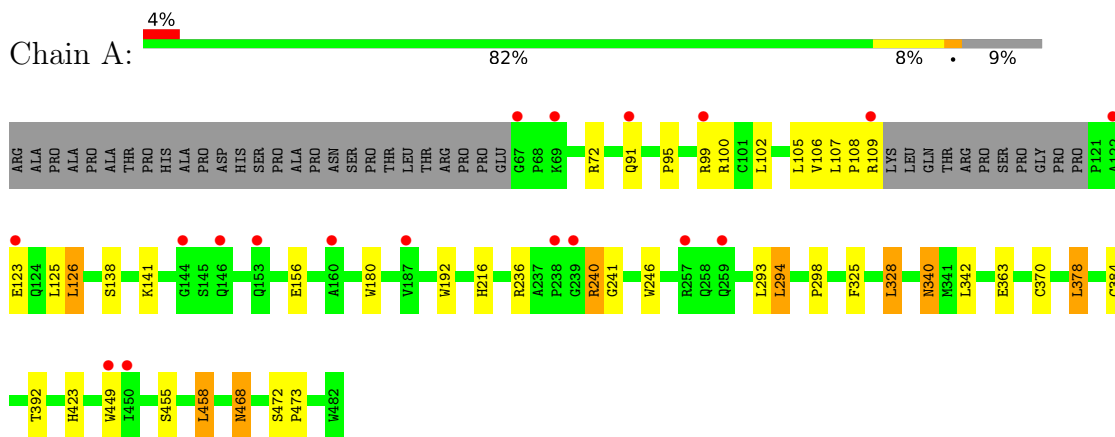 4%
Chain A:
82% 8% • 9%
ARG ALA PRO ALA PRO ALA THR PRO HIS ALA PRO ASP HIS SER PRO ALA PRO ASN SER PRO THR LEU THR ARG PRO PRO GLU G67 P68 K69 R72 Q91 P95 R99 R100 C101 L102 L105 V106 L107 P108 R109 LYS LEU GLN THR ARG PRO SER PRO GLY PRO PRO P121 A122
E123 Q124 L125 L126 S138 K141 G144 S145 Q146 Q153 E156 A160 W180 V187 W192 H216 R236 A237 P238 G239 R240 G241 W246 R257 Q258 Q259 L293 L294 P298 F325 L328 N340 M341 L342 E363 C370 L378 C384
T392 H423 W449 I450 S455 L458 N468 S472 P473 W482